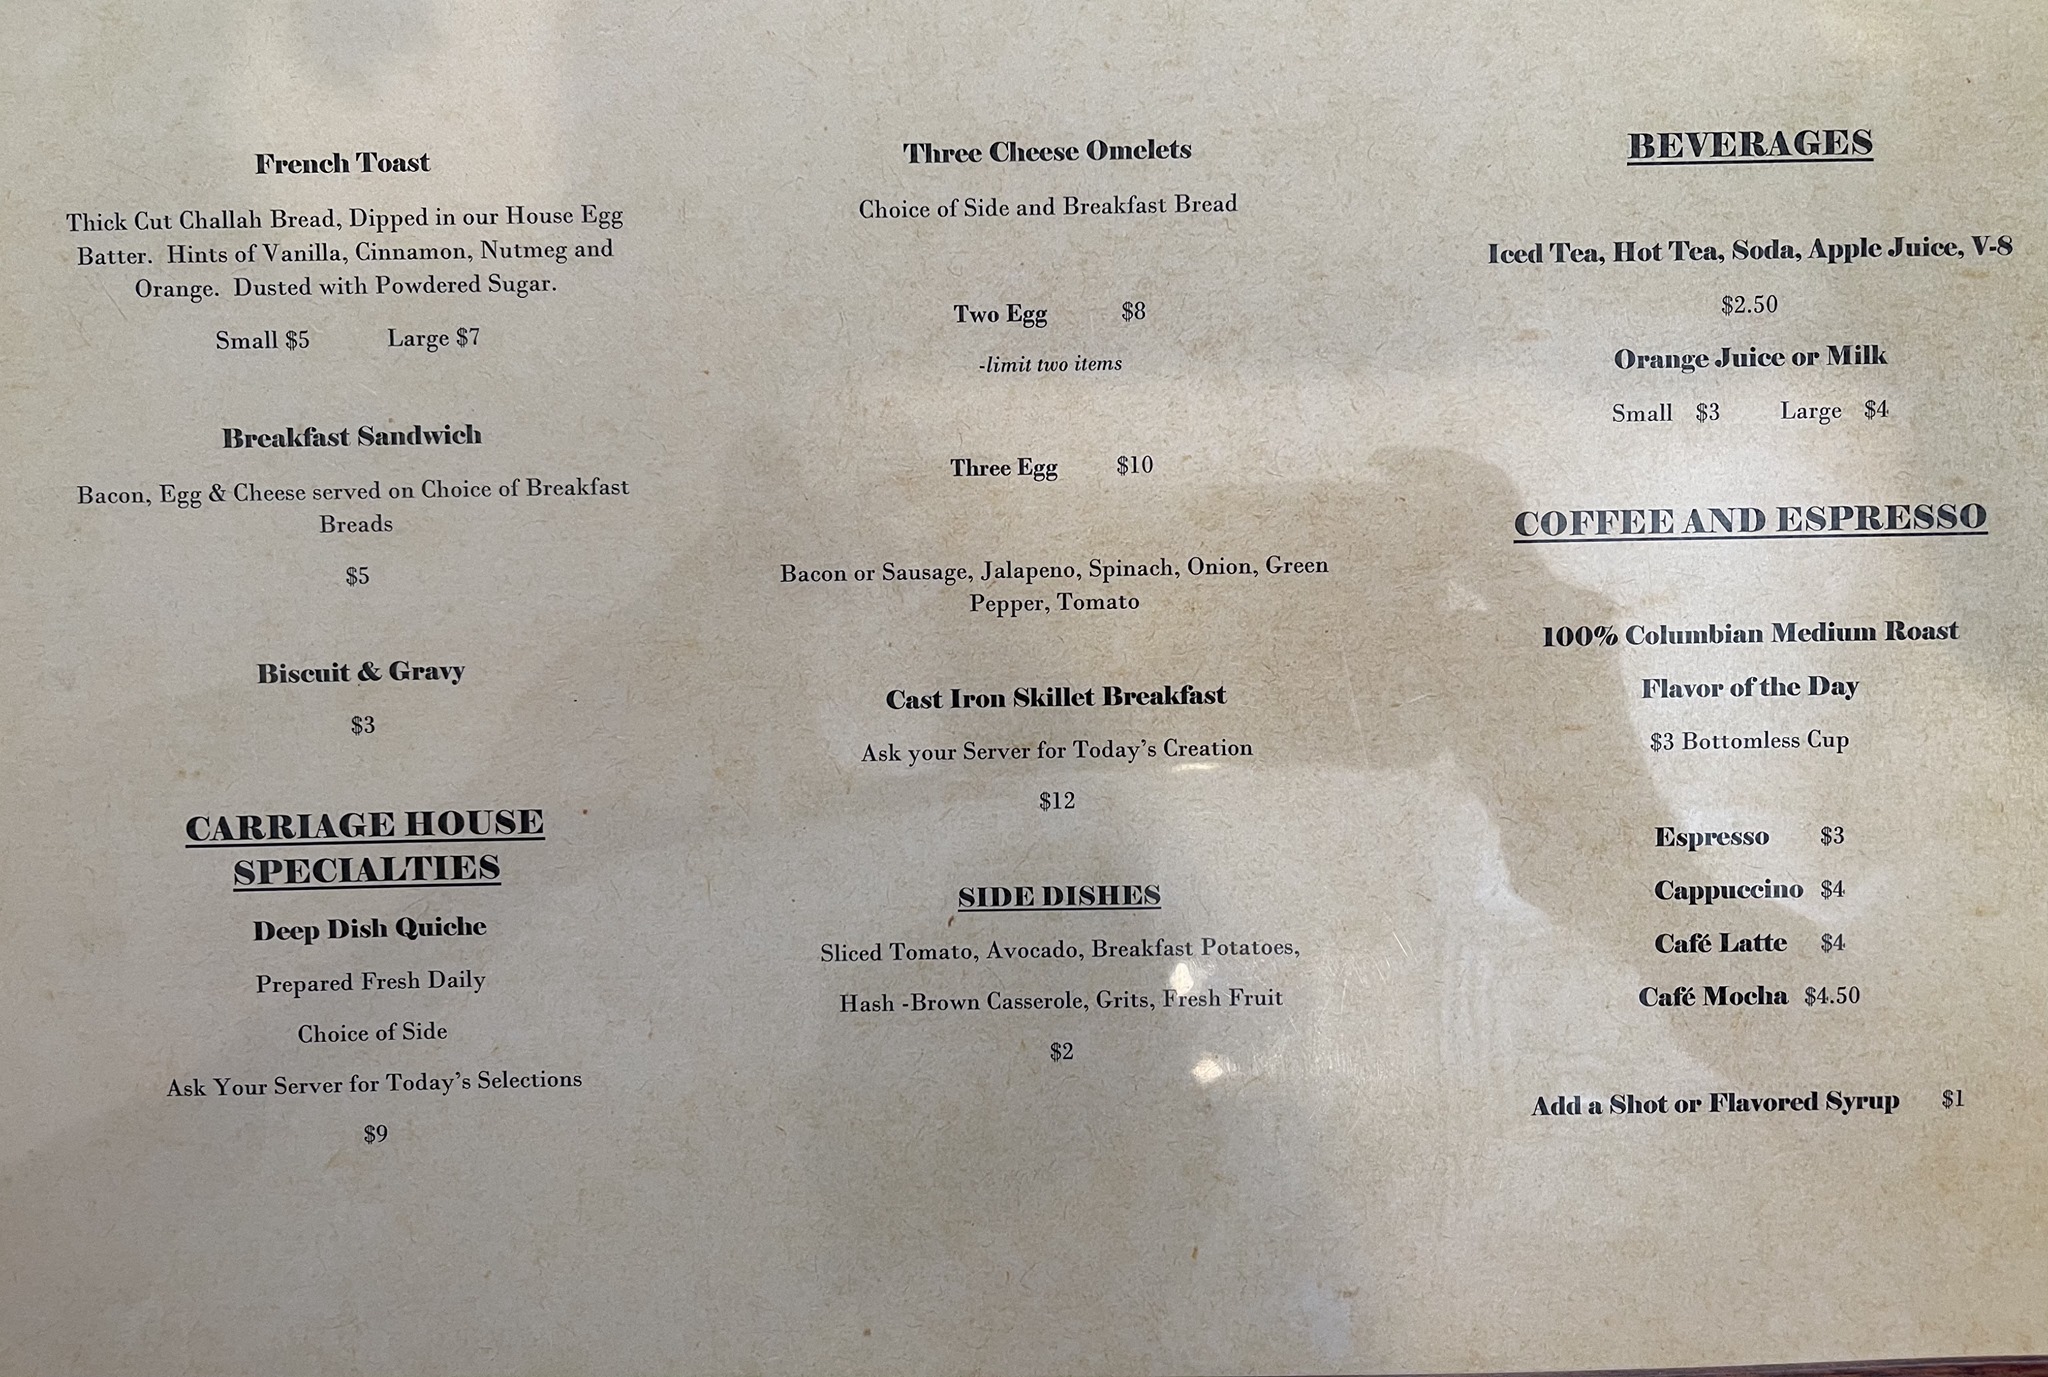 French Toast
Thick Cut Challah Bread, Dipped in our House Egg
Batter. Hints of Vanilla, Cinnamon, Nutmeg and
Orange. Dusted with Powdered Sugar.
Small $5 Large $7
Breakfast Sandwich
Bacon, Egg & Cheese served on Choice of Breakfast
Breads
$5
Biscuit & Gravy
$3
CARRIAGE HOUSE
SPECIALTIES
Deep Dish Quiche
Prepared Fresh Daily
Choice of Side
Ask Your Server for Today's Selections
$9
Three Cheese Omelets
Choice of Side and Breakfast Bread
Two Egg $8
-limit two items
Three Egg $10
Bacon or Sausage, Jalapeno, Spinach, Onion, Green
Pepper, Tomato
Cast Iron Skillet Breakfast
Ask your Server for Today's Creation
$12
SIDE DISHES
Sliced Tomato, Avocado, Breakfast Potatoes,
Hash -Brown Casserole, Grits, Fresh Fruit
$2
BEVERAGES
Iced Tea, Hot Tea, Soda, Apple Juice, V-8
$2.50
Orange Juice or Milk
Small $3 Large $4
COFFEE AND ESPRESSO
100% Columbian Medium Roast
Flavor of the Day
$3 Bottomless Cup
Espresso $3
Cappuccino $4
Café Latte $4
Café Mocha $4.50
Add a Shot or Flavored Syrup $1